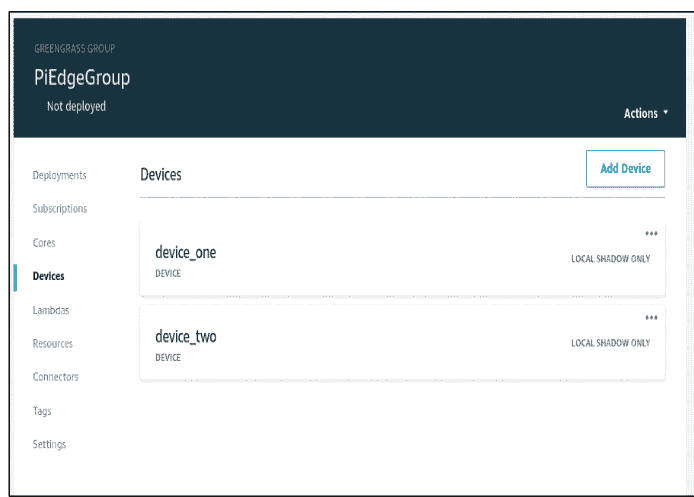 GREENGRASS GROUP
PiEdgeGroup
Not deployed
Actions
Deployments
Subscriptions
Cores
Devices
Lambdas
Resources
Connectors
Tags
Settings
Devices
Add Device
device_one
DEVICE
LOCAL SHADOW ONLY
device_two
DEVICE
LOCAL SHADOW ONLY